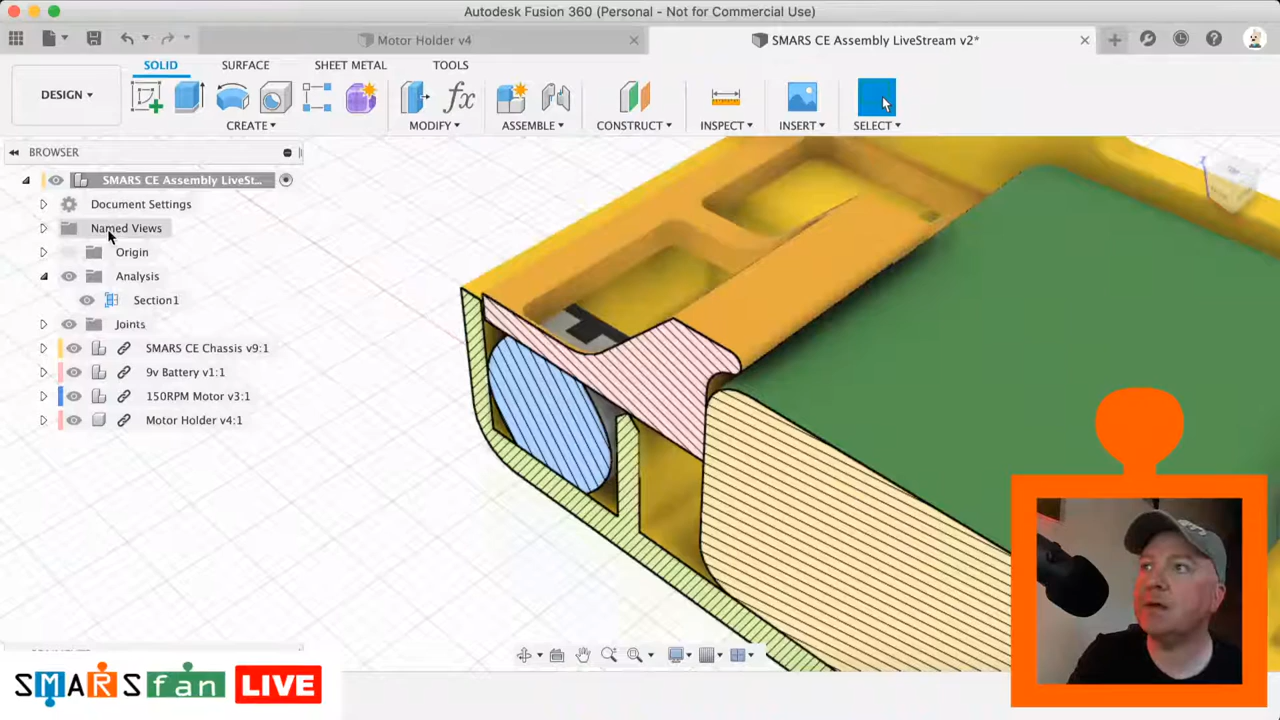 Autodesk Fusion 360 (Personal - Not for Commercial Use)
Motor Holder v4
SMARS CE Assembly LiveStream v2*
SOLID
SURFACE
SHEET METAL
TOOLS
DESIGN
CREATE
MODIFY
ASSEMBLE
CONSTRUCT
INSPECT
INSERT
SELECT
BROWSER
SMARS CE Assembly LiveSt...
Document Settings
Named Views
Origin
Analysis
Section1
Joints
SMARS CE Chassis v9:1
9v Battery v1:1
150RPM Motor v3:1
Motor Holder v4:1
SMARS fan LIVE